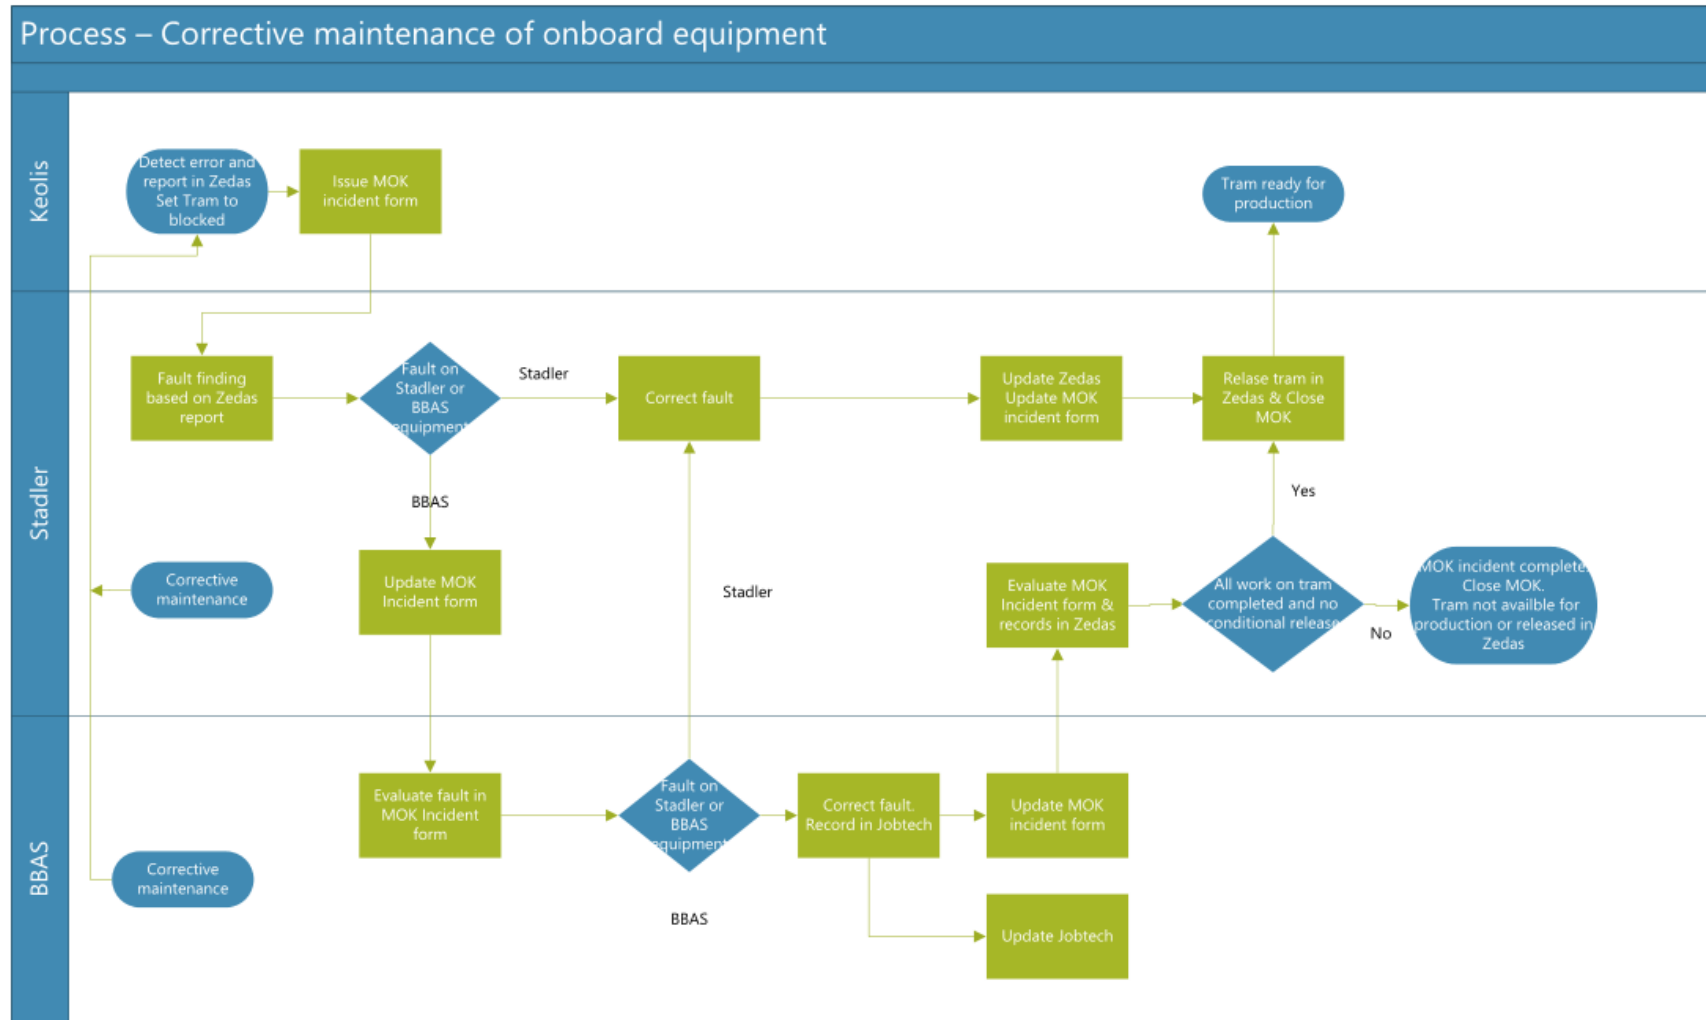 Process – Corrective maintenance of onboard equipment
Keolis
Detect error and
report in Zedas
Set Tram to
blocked
Issue MOK
incident form
Tram ready for
production
Stadler
Fault finding
based on Zedas
report
Fault on
Stadler or
BBAS
equipment
Stadler
Correct fault
Update Zedas
Update MOK
incident form
Relase tram in
Zedas & Close
MOK
BBAS
Yes
Corrective
maintenance
Update MOK
Incident form
Stadler
Evaluate MOK
Incident form &
records in Zedas
All work on tram
completed and no
conditional release
No
MOK incident complete.
Close MOK.
Tram not availble for
production or released in
Zedas
BBAS
Corrective
maintenance
Evaluate fault in
MOK Incident
form
Fault on
Stadler or
BBAS
equipment
BBAS
Correct fault.
Record in Jobtech
Update MOK
incident form
Update Jobtech